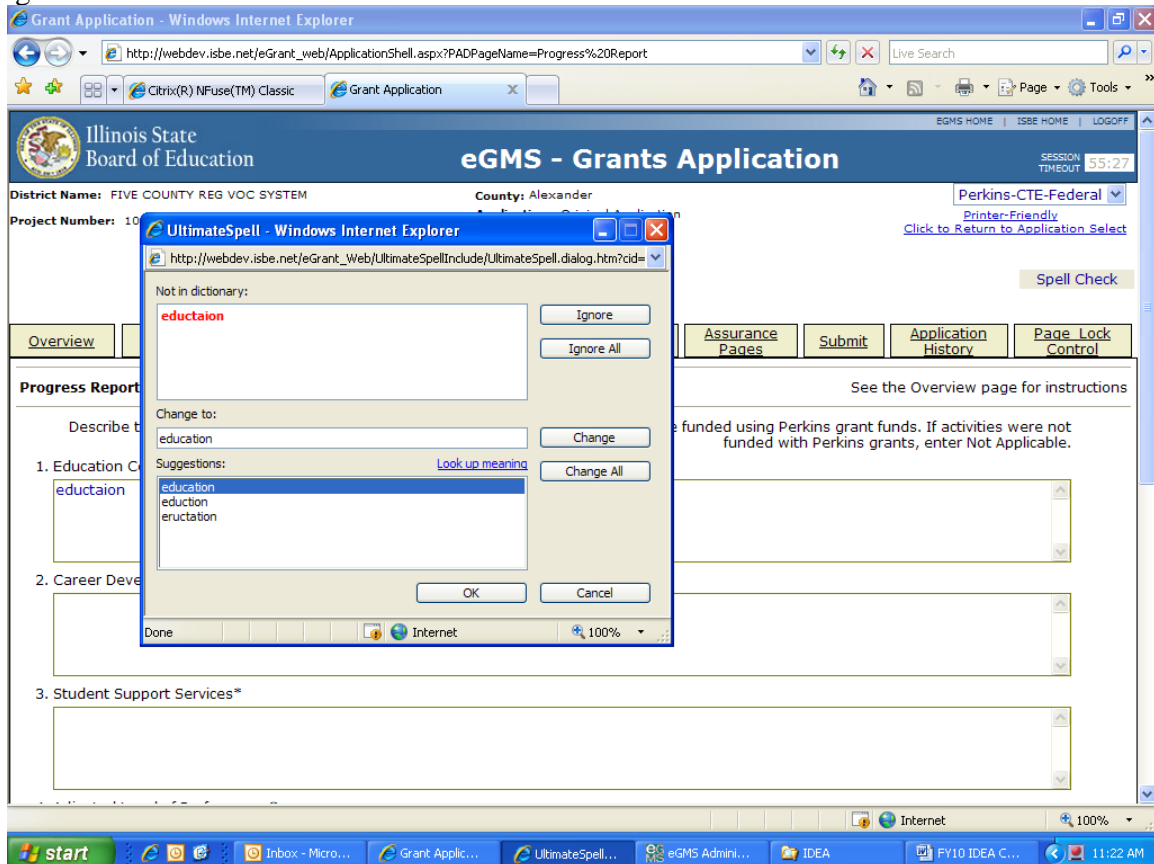 Grant Application - Windows Internet Explorer
http://webdev.isbe.net/eGrant_web/ApplicationShell.aspx?PADPageName=Progress%20Report
Live Search
Citrix(R) NFuse(TM) Classic
Grant Application
Page
Tools
EGMS HOME | ISBE HOME | LOGOFF
Illinois State
Board of Education
eGMS - Grants Application
SESSION
TIMEOUT
55:27
District Name: FIVE COUNTY REG VOC SYSTEM
County: Alexander
Perkins-CTE-Federal
Project Number: 10
Printer-Friendly
Click to Return to Application Select
Spell Check
Overview
Assurance
Pages
Submit
Application
History
Page Lock
Control
Progress Report
See the Overview page for instructions
Describe t
funded using Perkins grant funds. If activities were not
funded with Perkins grants, enter Not Applicable.
1. Education C
eductaion
2. Career Deve
3. Student Support Services*
UltimateSpell - Windows Internet Explorer
http://webdev.isbe.net/eGrant_Web/UltimateSpellInclude/UltimateSpell.dialog.htm?cid=
Not in dictionary:
eductaion
Ignore
Ignore All
Change to:
education
Change
Suggestions:
Look up meaning
Change All
education
eduction
eructation
OK
Cancel
Done
Internet
100%
Internet
100%
start
Inbox - Micro...
Grant Applic...
UltimateSpell...
eGMS Admini...
IDEA
FY10 IDEA C...
11:22 AM